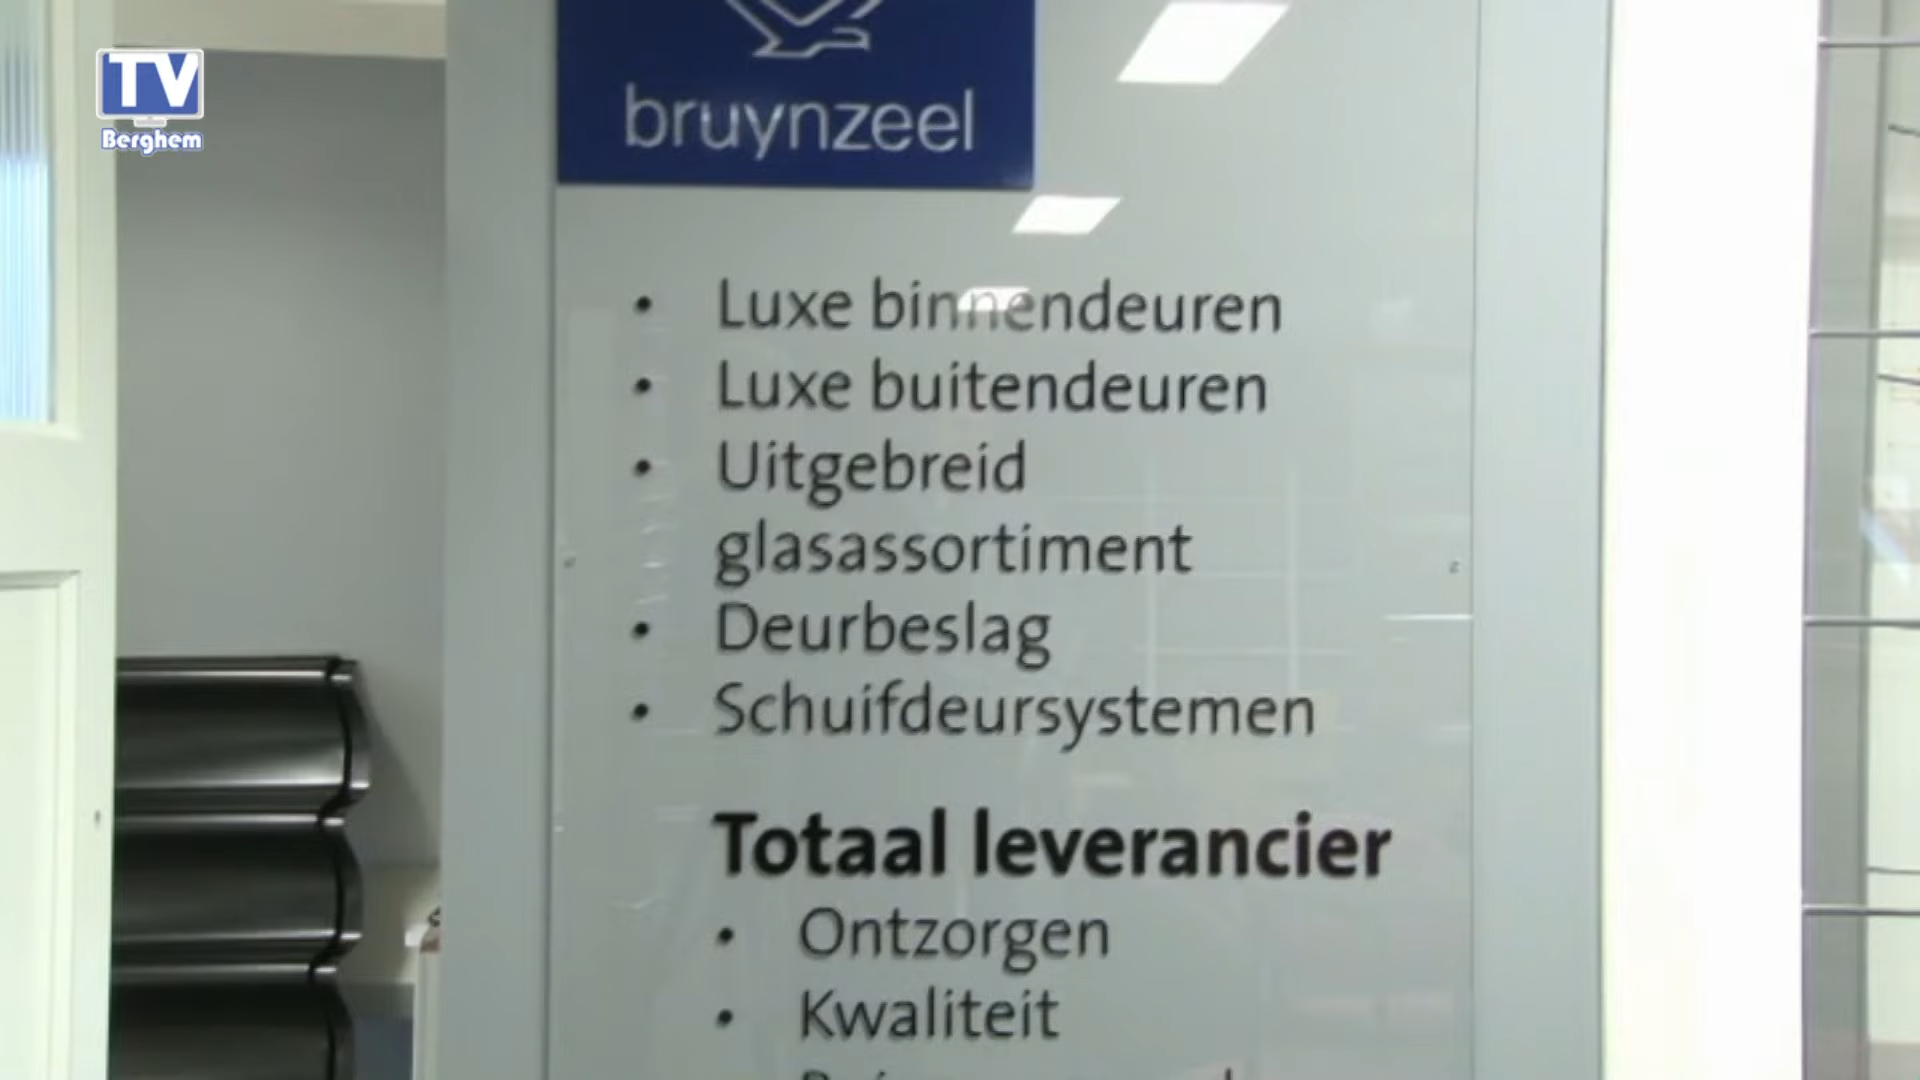 TV
Berghem
bruynzeel
• Luxe binnendeuren
• Luxe buitendeuren
• Uitgebreid
glasassortiment
• Deurbeslag
• Schuifdeursystemen
Totaal leverancier
• Ontzorgen
• Kwaliteit